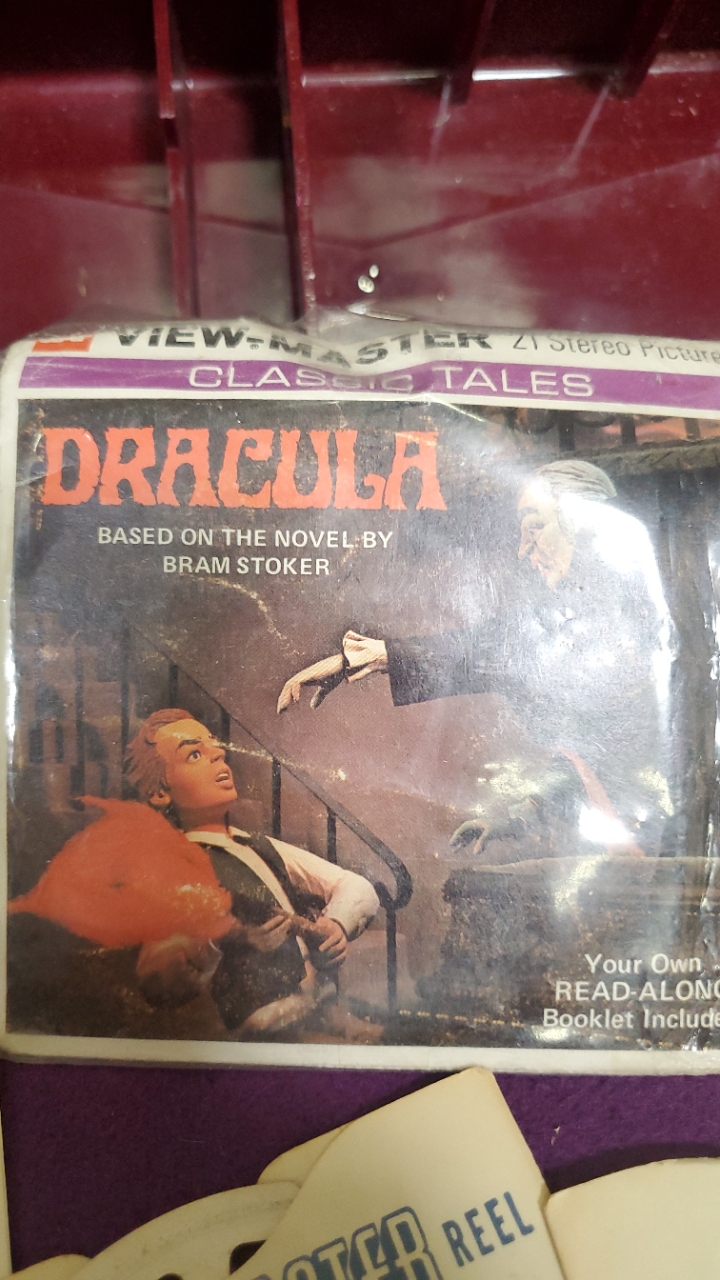 VIEW-MASTER 21 Stereo Picture
CLASSIC TALES
DRACULA
BASED ON THE NOVEL BY
BRAM STOKER
Your Own
READ-ALONG
Booklet Include
REEL